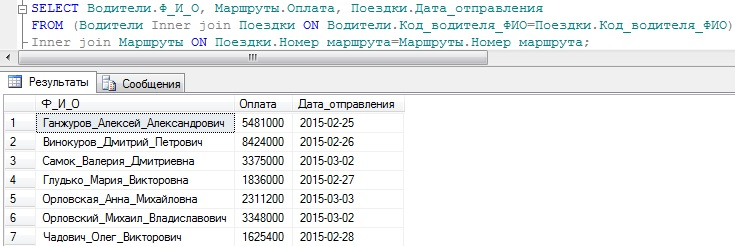 SELECT Водители.Ф_И_О, Маршруты.Оплата, Поездки.Дата_отправления
FROM (Водители Inner join Поездки ON Водители.Код_водителя_ФИО=Поездки.Код_водителя_ФИО)
Inner join Маршруты ON Поездки.Номер маршрута=Маршруты.Номер маршрута;
Результаты Сообщения
Ф_И_О Оплата Дата_отправления
1 Ганжуров_Алексей_Александрович 5481000 2015-02-25
2 Винокуров_Дмитрий_Петрович 8424000 2015-02-26
3 Самок_Валерия_Дмитриевна 3375000 2015-03-02
4 Глудько_Мария_Викторовна 1836000 2015-02-27
5 Орловская_Анна_Михайловна 2311200 2015-03-03
6 Орловский_Михаил_Владиславович 3348000 2015-03-02
7 Чадович_Олег_Викторович 1625400 2015-02-28